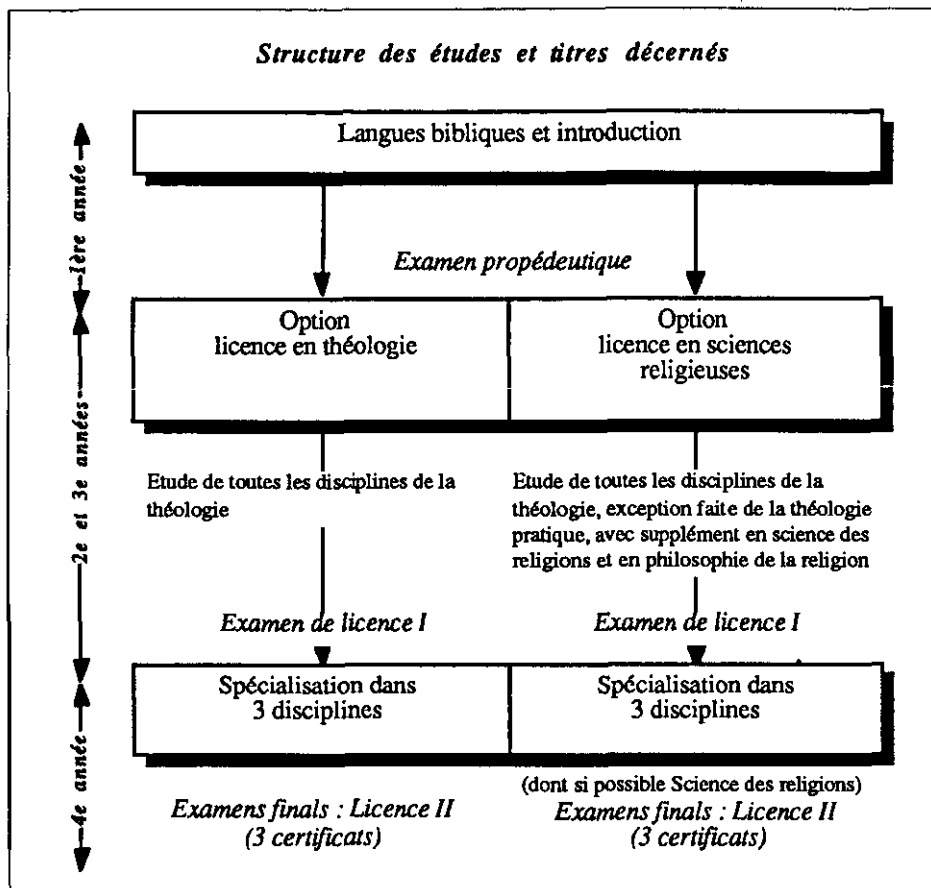 Structure des études et titres décernés
1ère année
Langues bibliques et introduction
Examen propédeutique
2e et 3e années
Option
licence en théologie
Option
licence en sciences
religieuses
Etude de toutes les disciplines de la
théologie
Etude de toutes les disciplines de la
théologie, exception faite de la théologie
pratique, avec supplément en science des
religions et en philosophie de la religion
Examen de licence I
Examen de licence I
4e année
Spécialisation dans
3 disciplines
Spécialisation dans
3 disciplines
Examens finals : Licence II
(3 certificats)
(dont si possible Science des religions)
Examens finals : Licence II
(3 certificats)